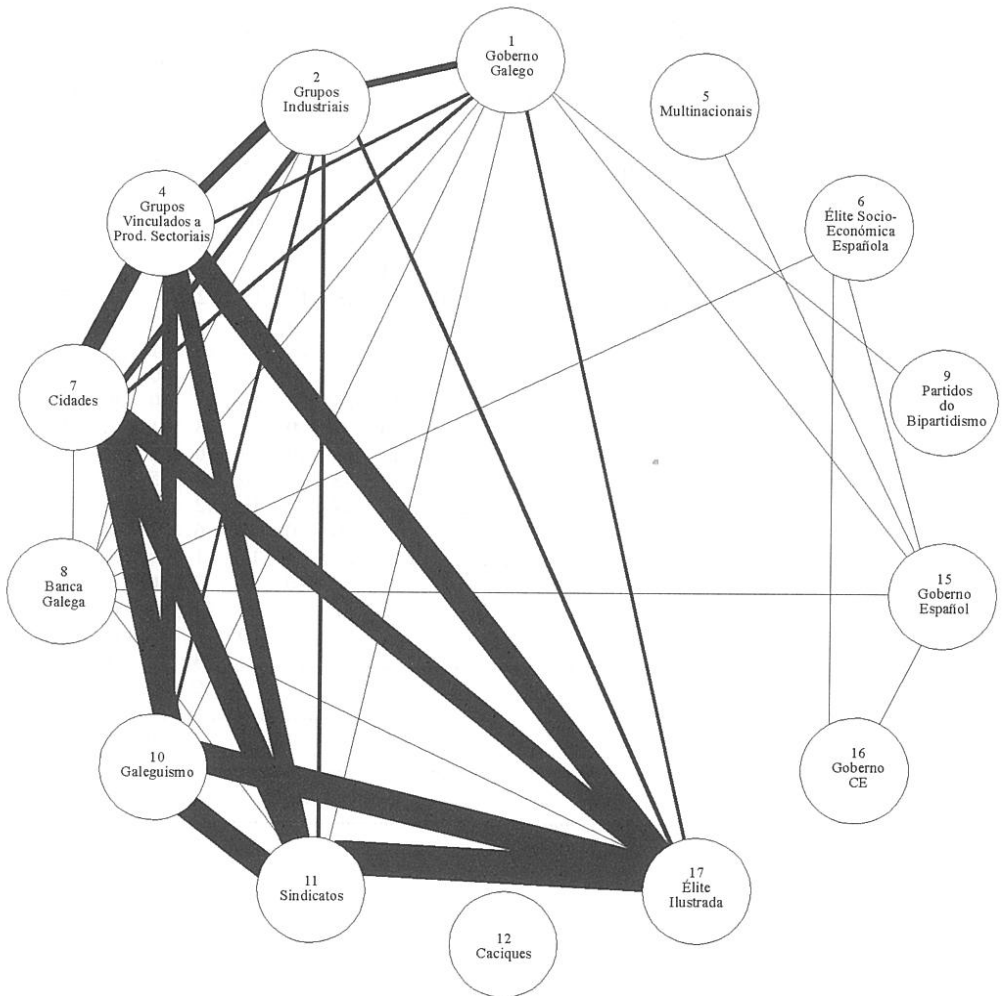 1
Goberno
Galego
2
Grupos
Industriais
5
Multinacionais
4
Grupos
Vinculados a
Prod. Sectoriais
6
Élite Socio-
Económica
Española
7
Cidades
9
Partidos
do
Bipartidismo
8
Banca
Galega
15
Goberno
Español
10
Galeguismo
16
Goberno
CE
11
Sindicatos
17
Élite
Ilustrada
12
Caciques